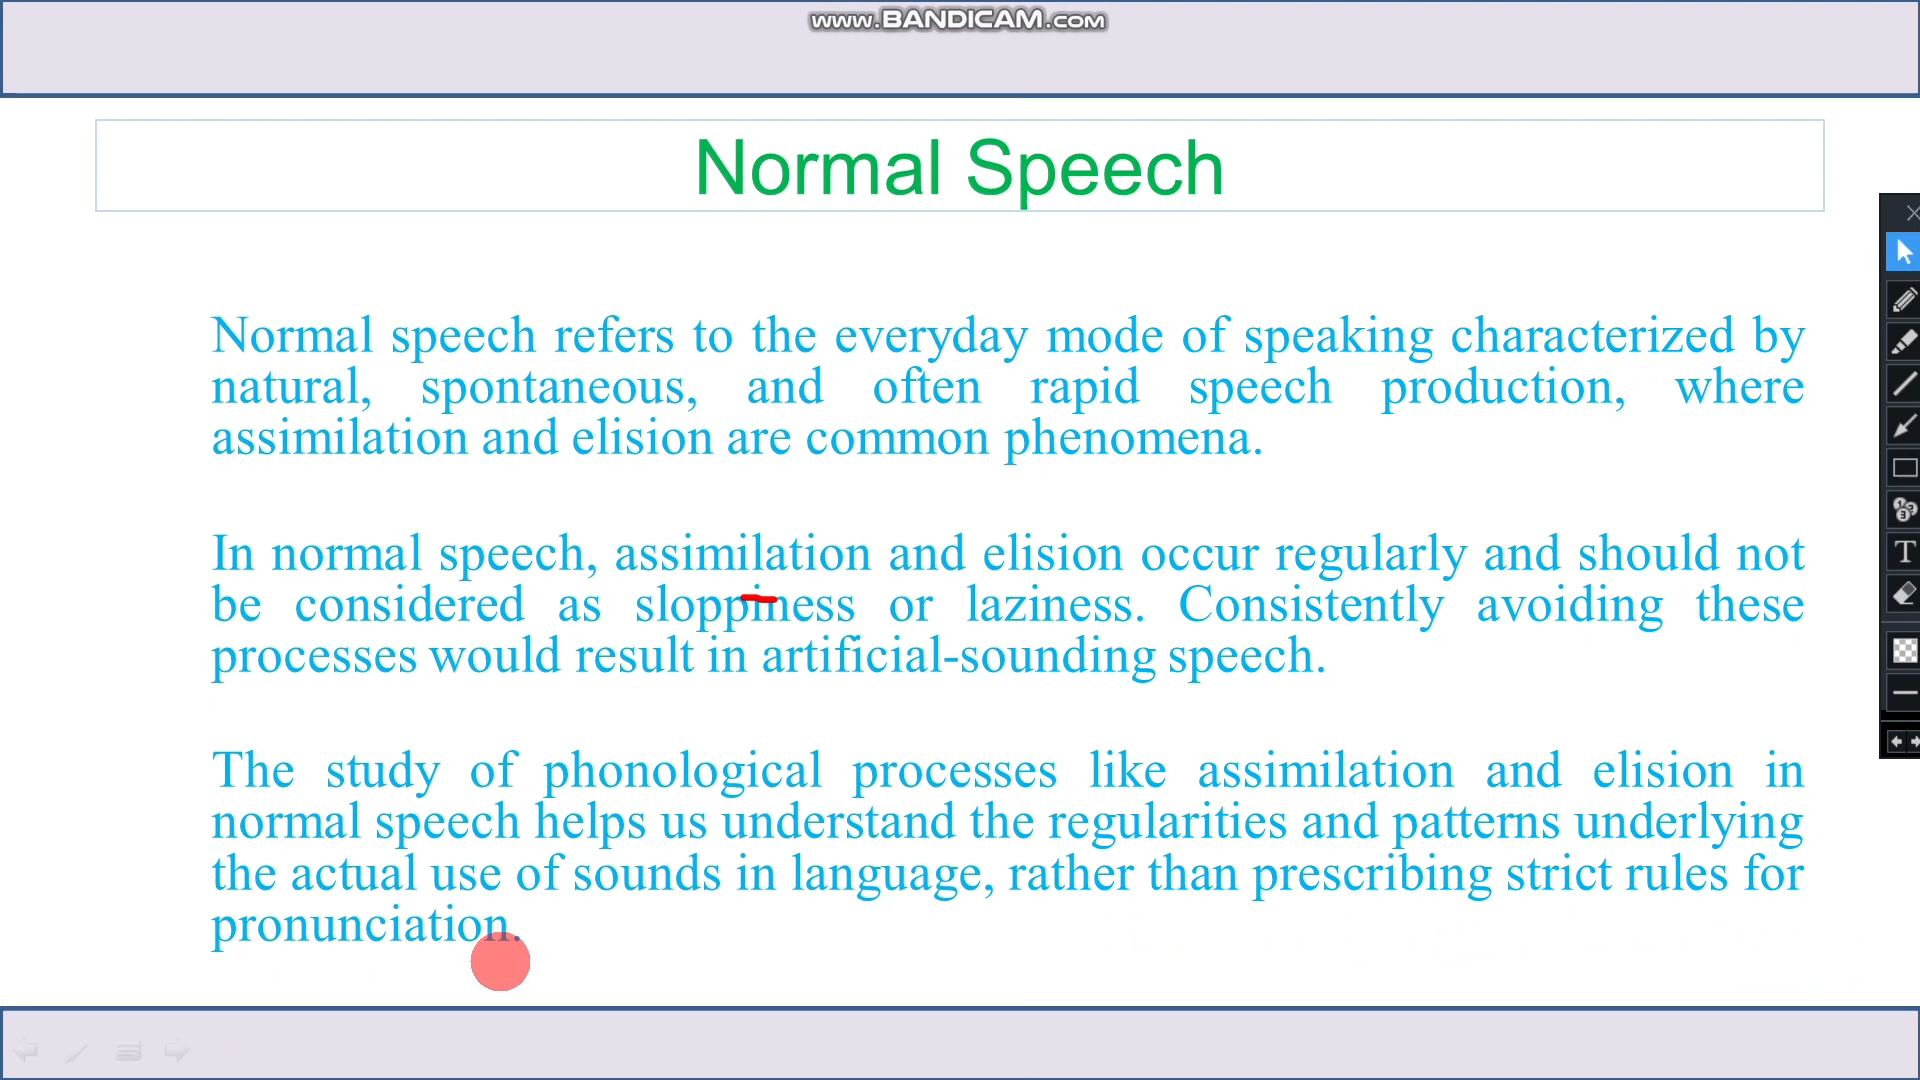 www.BANDICAM.com
Normal Speech
Normal speech refers to the everyday mode of speaking characterized by
natural, spontaneous, and often rapid speech production, where
assimilation and elision are common phenomena.
In normal speech, assimilation and elision occur regularly and should not
be considered as sloppiness or laziness. Consistently avoiding these
processes would result in artificial-sounding speech.
The study of phonological processes like assimilation and elision in
normal speech helps us understand the regularities and patterns underlying
the actual use of sounds in language, rather than prescribing strict rules for
pronunciation.